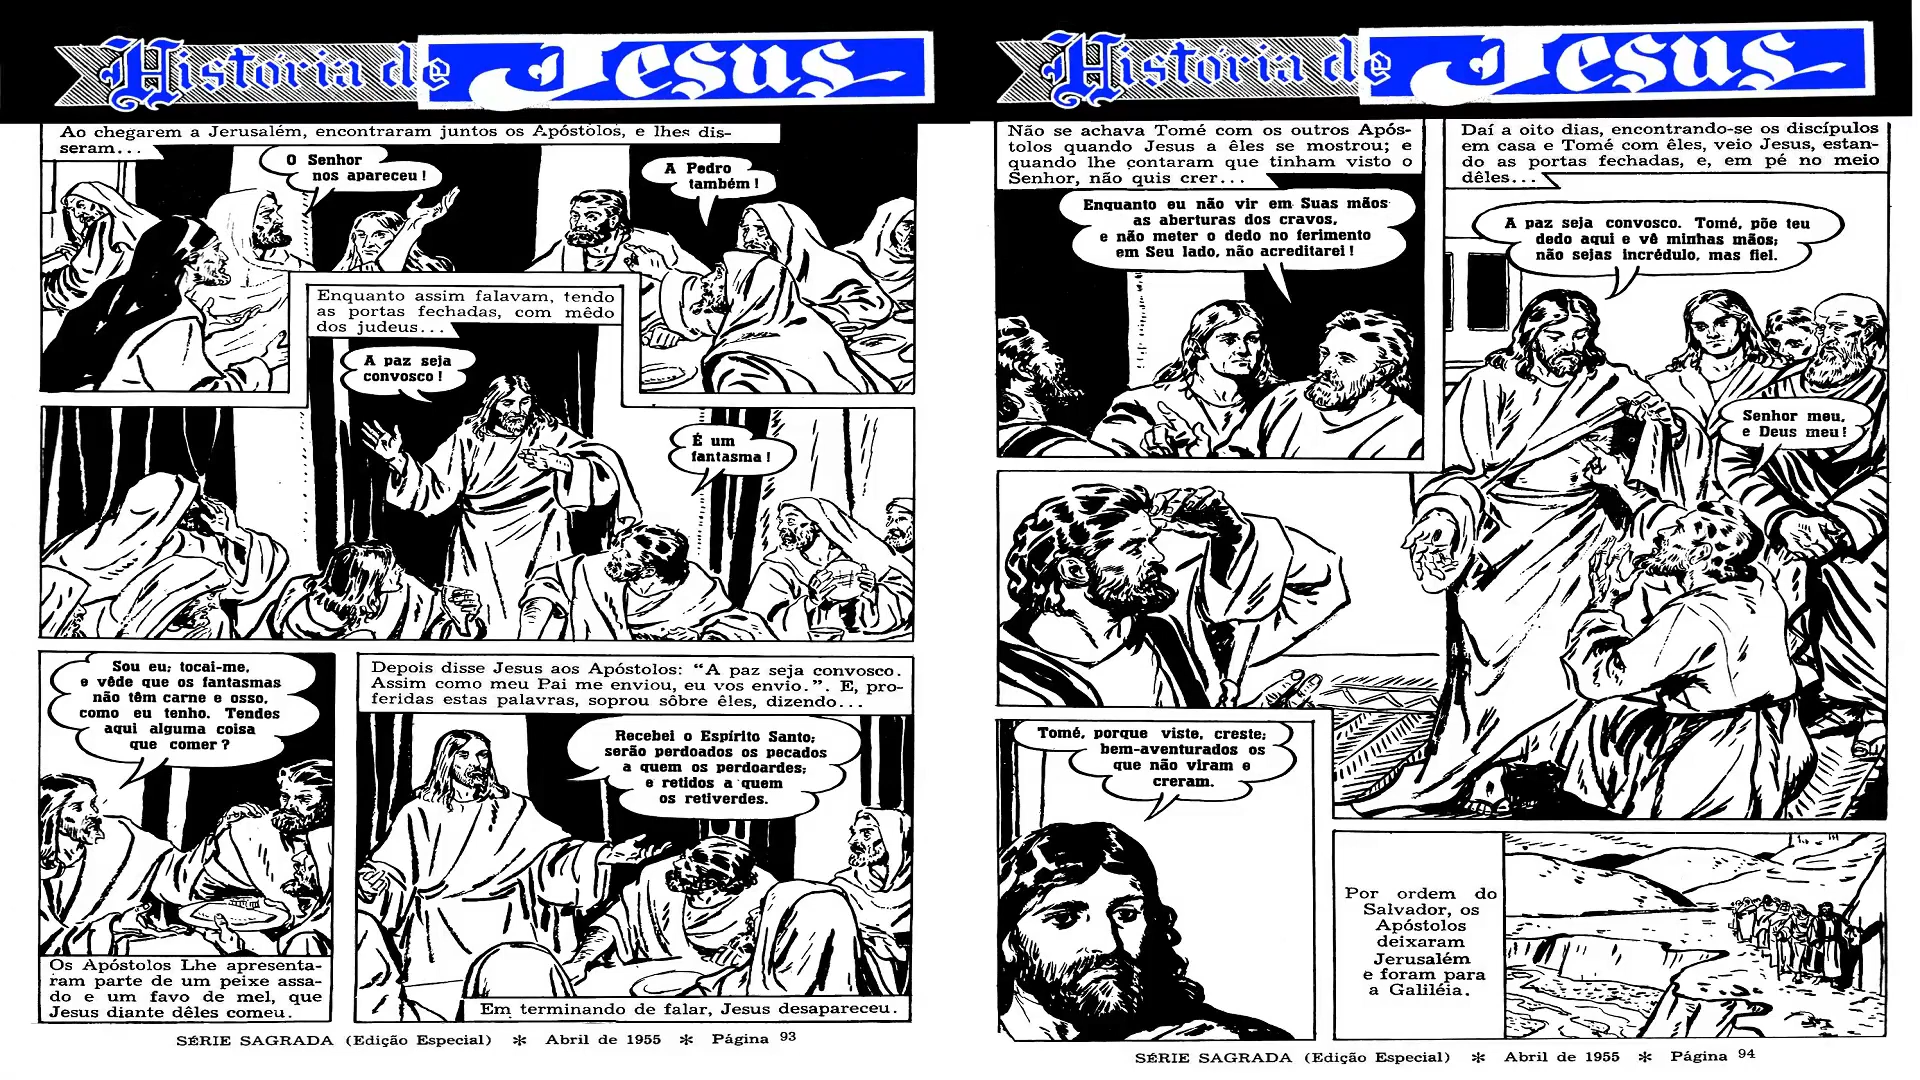 História de Jesus
Ao chegarem a Jerusalém, encontraram juntos os Apóstolos, e lhes dis-
seram...
O Senhor
nos apareceu!
A Pedro
também!
Enquanto assim falavam, tendo
as portas fechadas, com mêdo
dos judeus...
A paz seja
convosco!
É um
fantasma!
Sou eu; tocai-me,
e vêde que os fantasmas
não têm carne e osso,
como eu tenho. Tendes
aqui alguma coisa
que comer?
Os Apóstolos Lhe apresenta-
ram parte de um peixe assa-
do e um favo de mel, que
Jesus diante dêles comeu.
Depois disse Jesus aos Apóstolos: "A paz seja convosco.
Assim como meu Pai me enviou, eu vos envio.". E, pro-
feridas estas palavras, soprou sôbre êles, dizendo...
Recebei o Espírito Santo;
serão perdoados os pecados
a quem os perdoardes;
e retidos a quem
os retiverdes.
Em terminando de falar, Jesus desapareceu.
SÉRIE SAGRADA (Edição Especial) * Abril de 1955 * Página 93
História de Jesus
Não se achava Tomé com os outros Após-
tolos quando Jesus a êles se mostrou; e
quando lhe contaram que tinham visto o
Senhor, não quis crer...
Enquanto eu não vir em Suas mãos
as aberturas dos cravos,
e não meter o dedo no ferimento
em Seu lado, não acreditarei!
Daí a oito dias, encontrando-se os discípulos
em casa e Tomé com êles, veio Jesus, estan-
do as portas fechadas, e, em pé no meio
dêles...
A paz seja convosco. Tomé, põe teu
dedo aqui e vê minhas mãos;
não sejas incrédulo, mas fiel.
Senhor meu,
e Deus meu!
Tomé, porque viste, creste;
bem-aventurados os
que não viram e
creram.
Por ordem do
Salvador, os
Apóstolos
deixaram
Jerusalém
e foram para
a Galiléia.
SÉRIE SAGRADA (Edição Especial) * Abril de 1955 * Página 94